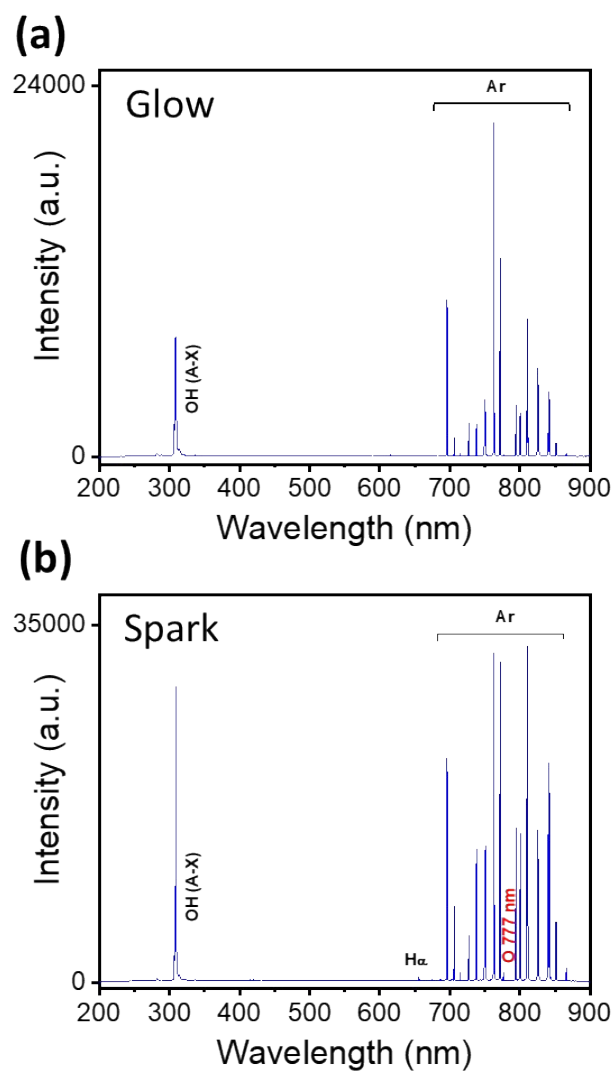 (a)
24000
Glow
Ar
Intensity (a.u.)
OH (A-X)
0
200 300 400 500 600 700 800 900
Wavelength (nm)
(b)
35000
Spark
Ar
Intensity (a.u.)
OH (A-X)
Hα
O 777 nm
0
200 300 400 500 600 700 800 900
Wavelength (nm)